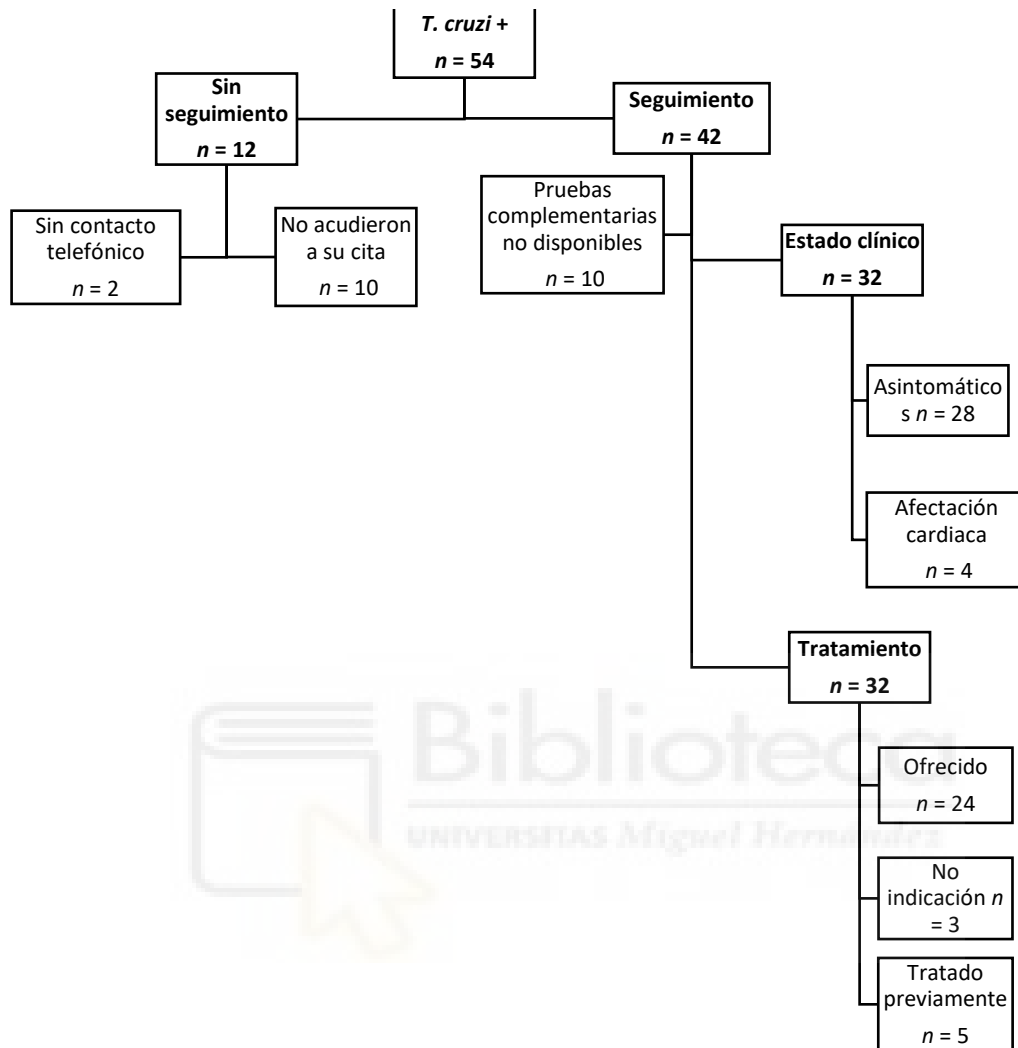 T. cruzi +
n = 54
Sin
seguimiento
n = 12
Seguimiento
n = 42
Sin contacto
telefónico
n = 2
No acudieron
a su cita
n = 10
Pruebas
complementarias
no disponibles
n = 10
Estado clínico
n = 32
Asintomático
s n = 28
Afectación
cardiaca
n = 4
Tratamiento
n = 32
Ofrecido
n = 24
No
indicación n
= 3
Tratado
previamente
n = 5
Biblioteca
UNIVERSITAS Miguel Hernández